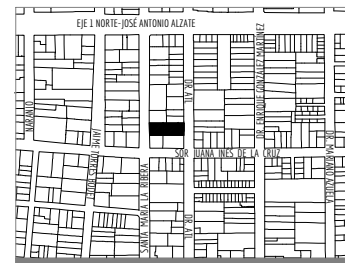 EJE 1 NORTE-JOSÉ ANTONIO ALZATE
NARANJO
JAIME TORRES BODET
SANTA MARÍA LA RIBERA
DR. ATL
DR. ENRIQUE GONZÁLEZ MARTÍNEZ
SOR JUANA INÉS DE LA CRUZ
DR. ATL
DR. MARIANO AZUELA